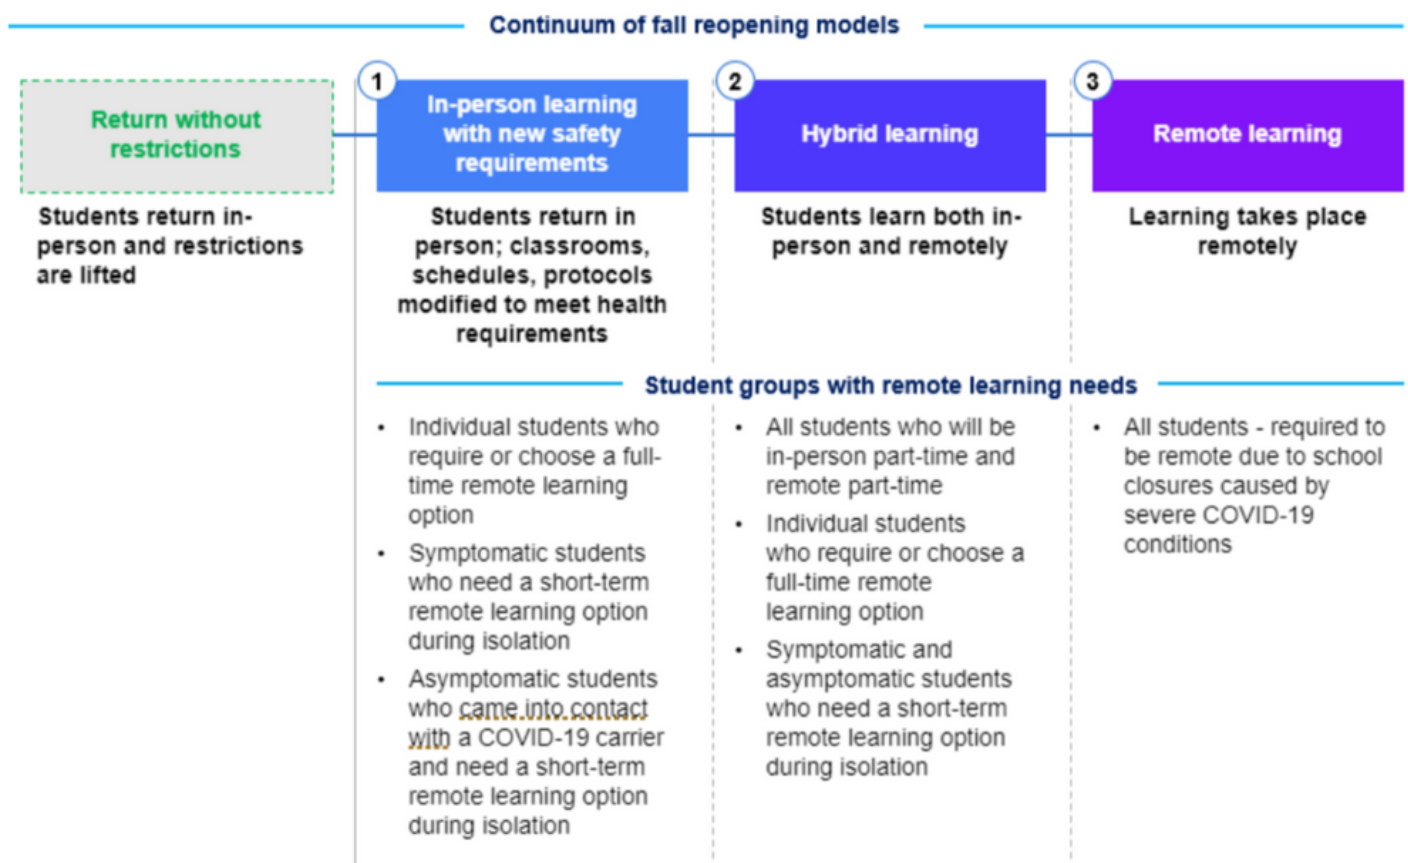 Continuum of fall reopening models
Return without
restrictions
Students return in-
person and restrictions
are lifted
1
In-person learning
with new safety
requirements
Students return in
person; classrooms,
schedules, protocols
modified to meet health
requirements
2
Hybrid learning
Students learn both in-
person and remotely
3
Remote learning
Learning takes place
remotely
Student groups with remote learning needs
• Individual students who
require or choose a full-
time remote learning
option
• Symptomatic students
who need a short-term
remote learning option
during isolation
• Asymptomatic students
who came into contact
with a COVID-19 carrier
and need a short-term
remote learning option
during isolation
• All students who will be
in-person part-time and
remote part-time
• Individual students
who require or choose a
full-time remote
learning option
• Symptomatic and
asymptomatic students
who need a short-term
remote learning option
during isolation
• All students - required to
be remote due to school
closures caused by
severe COVID-19
conditions